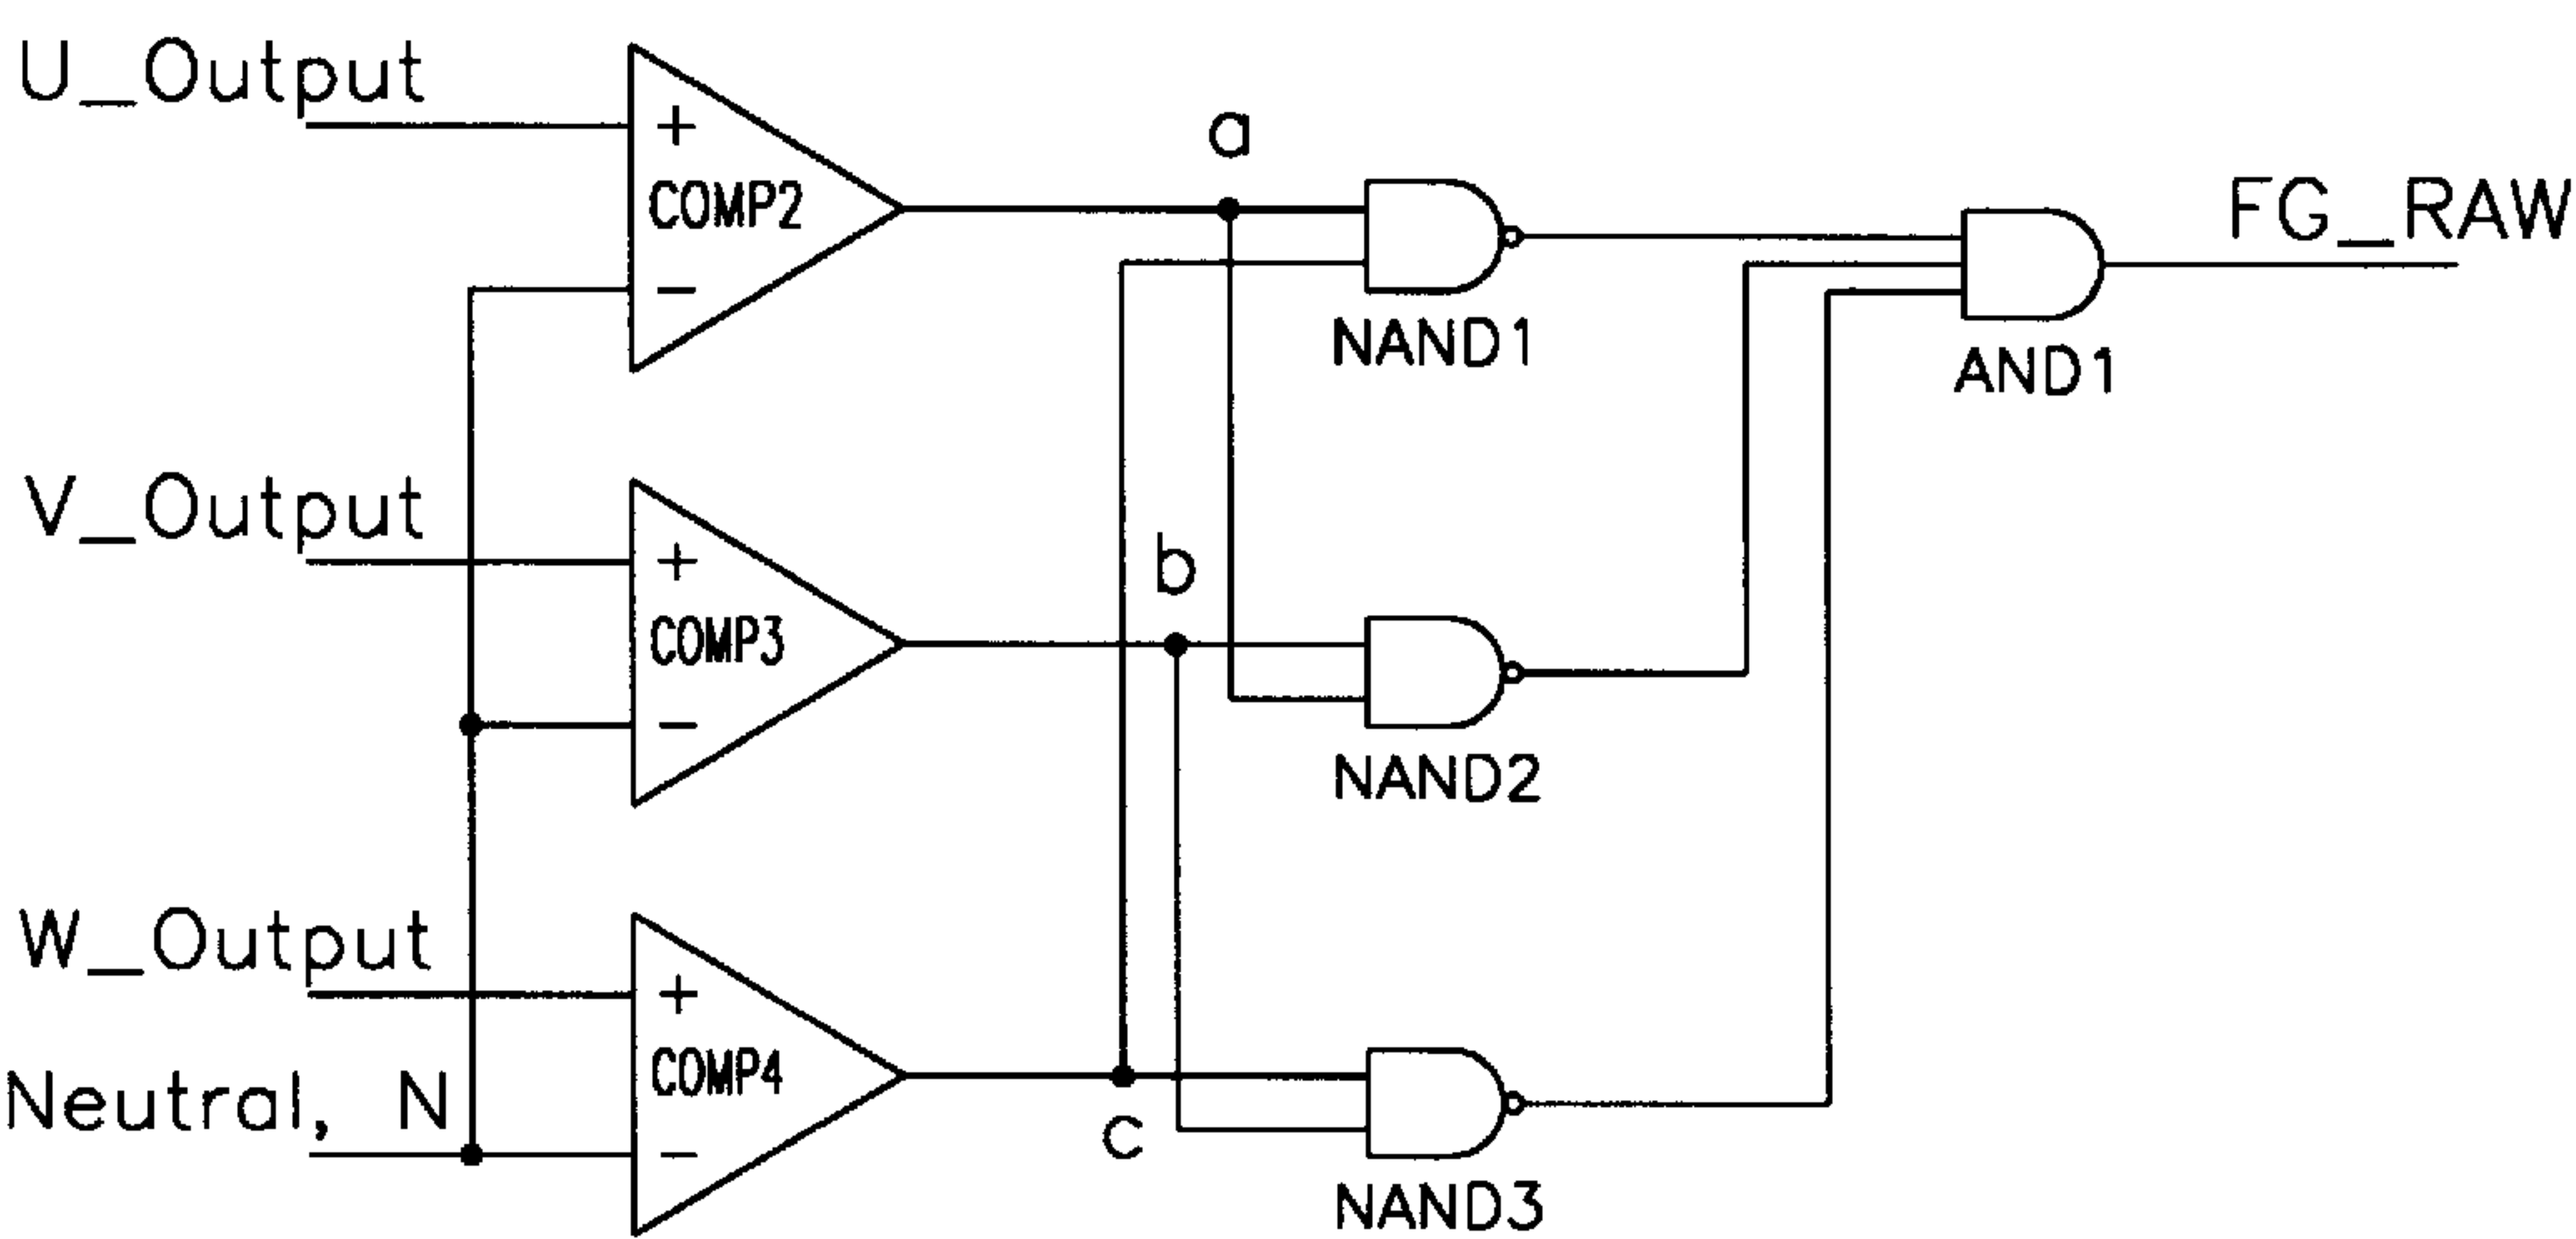 U_Output
+
COMP2
−
a
NAND1
FG_RAW
AND1
V_Output
+
COMP3
−
b
NAND2
W_Output
+
COMP4
−
Neutral, N
c
NAND3